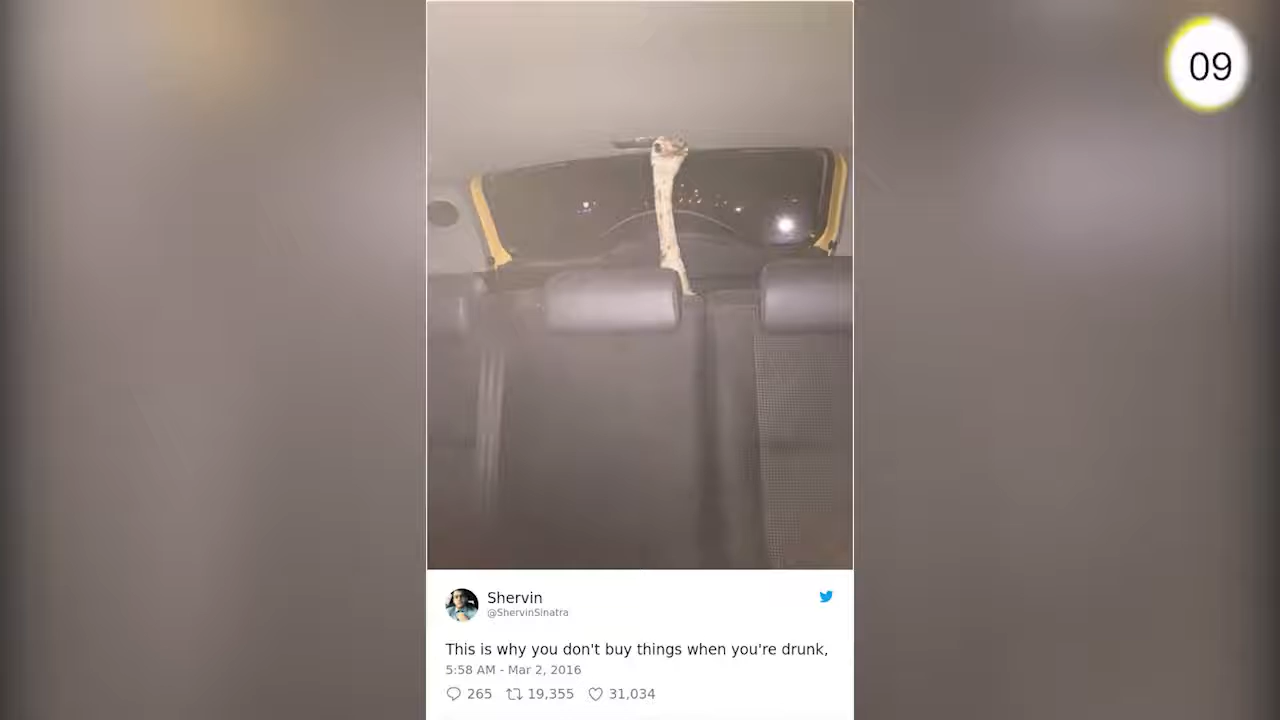 09
Shervin
@ShervinSinatra
This is why you don't buy things when you're drunk,
5:58 AM - Mar 2, 2016
265 19,355 31,034